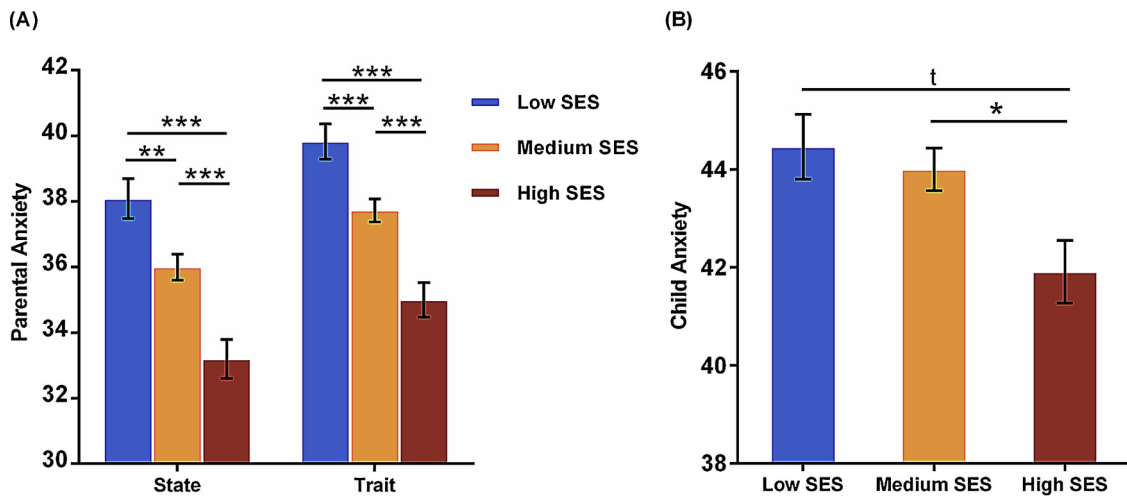 (A)
Parental Anxiety
42
40
38
36
34
32
30
***
**
***
***
***
***
State
Trait
Low SES
Medium SES
High SES
(B)
Child Anxiety
46
44
42
40
38
t
*
Low SES
Medium SES
High SES